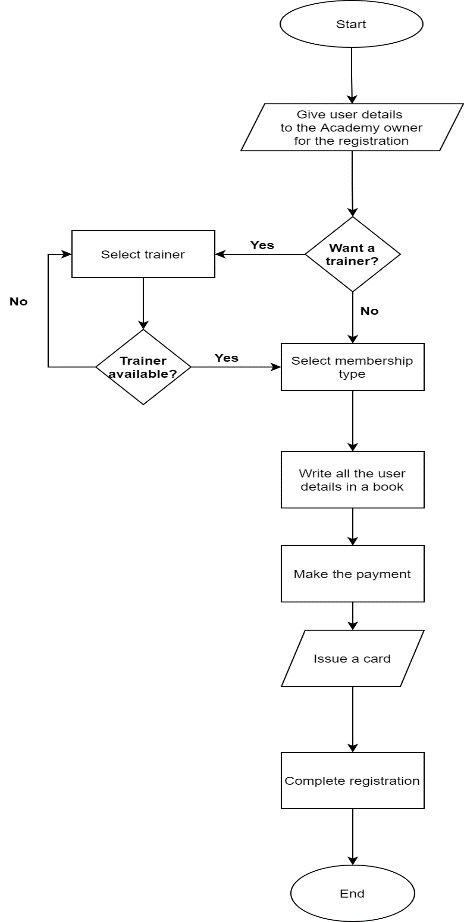 Start
Give user details
to the Academy owner
for the registration
Want a
trainer?
Yes
Select trainer
No
No
Trainer
available?
Yes
Select membership
type
Write all the user
details in a book
Make the payment
Issue a card
Complete registration
End